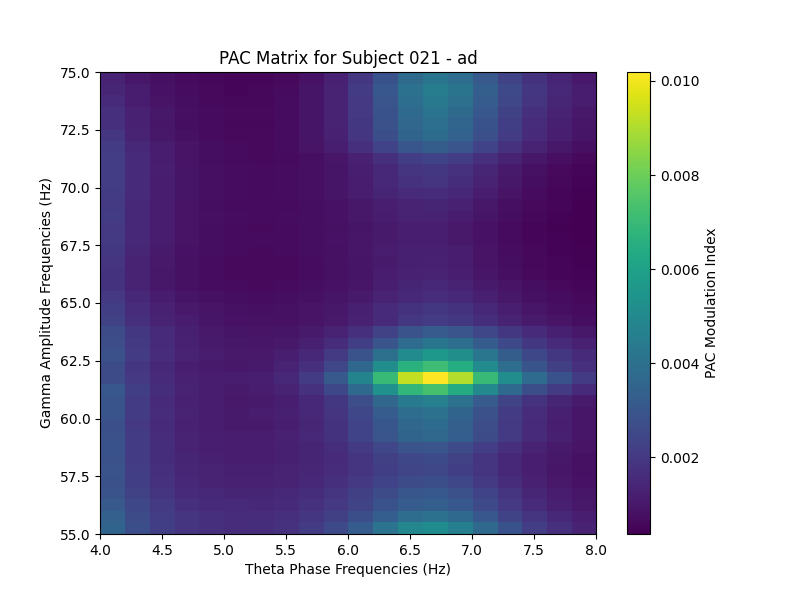 PAC Matrix for Subject 021 - ad
75.0
72.5
70.0
67.5
65.0
62.5
60.0
57.5
55.0
Gamma Amplitude Frequencies (Hz)
4.0 4.5 5.0 5.5 6.0 6.5 7.0 7.5 8.0
Theta Phase Frequencies (Hz)
0.010
0.008
0.006
0.004
0.002
PAC Modulation Index